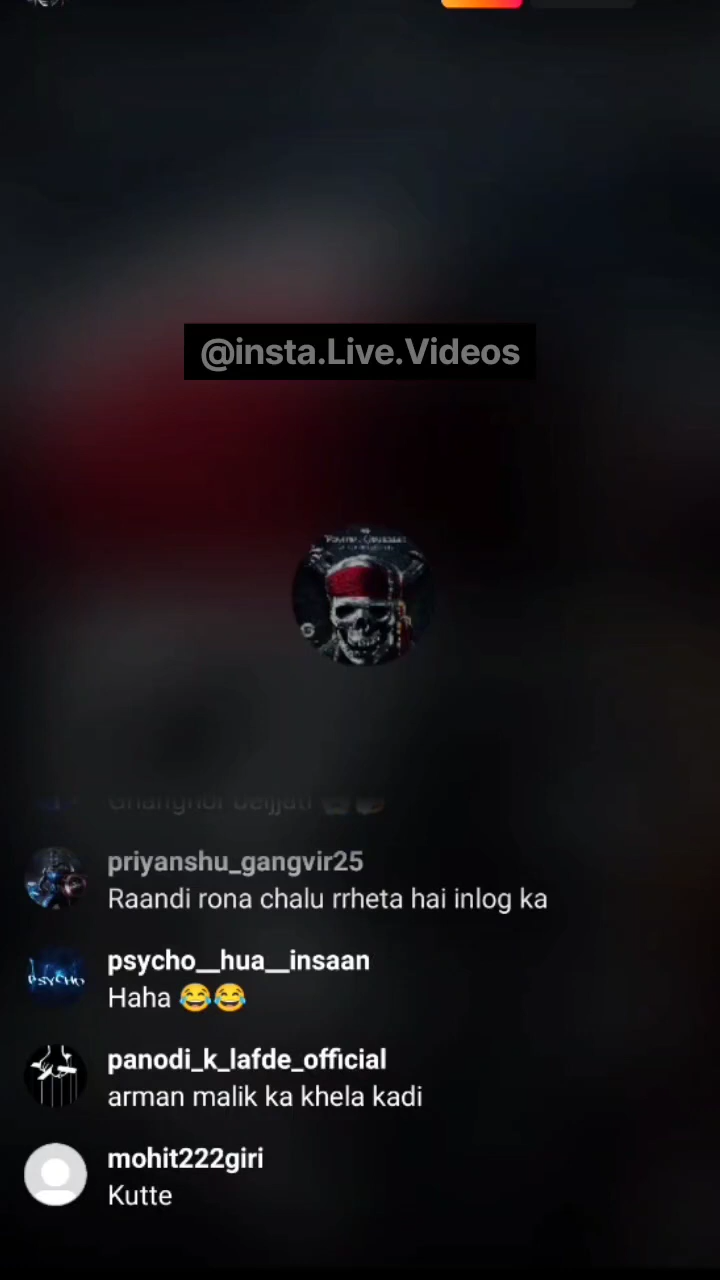 @insta.Live.Videos
priyanshu_gangvir25
Raandi rona chalu rrheta hai inlog ka
PSYCHO
psycho__hua__insaan
Haha 😂😂
panodi_k_lafde_official
arman malik ka khela kadi
mohit222giri
Kutte